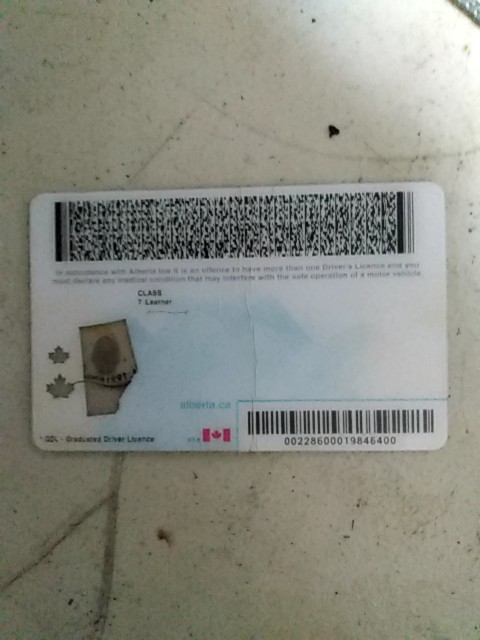 In accordance with Alberta law it is an offence to have more than one Driver's Licence and you
must declare any medical condition that may interfere with the safe operation of a motor vehicle.
CLASS
7 Learner
alberta.ca
00228600019846400
GDL - Graduated Driver Licence